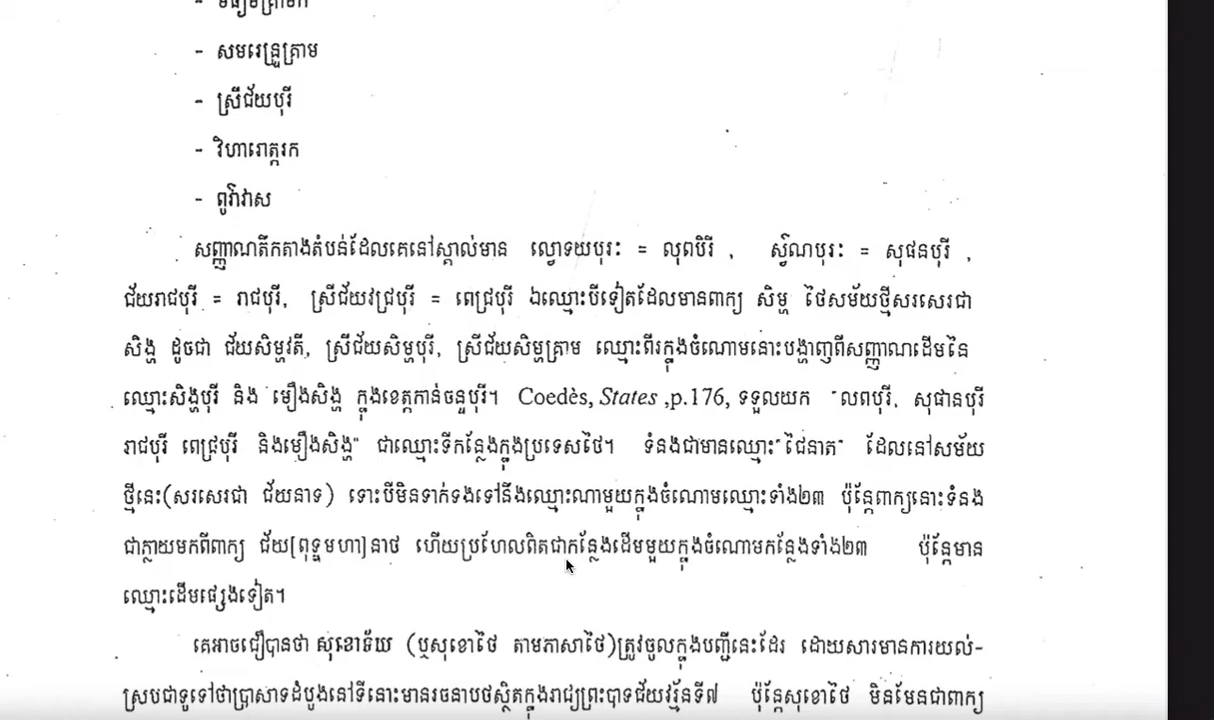 - មធ្យមគ្រាមក
- សមរេន្ទ្រគ្រាម
- ស្រីជ័យបុរី
- វិហារោត្តរក
- ពូរ៌ាវាស
សញ្ញាណតឹកតាងតំបន់ដែលគេនៅស្គាល់មាន ល្វោទយបុរៈ = លុពបិរី , ស្វ៌ណបុរៈ = សុផនបុរី ,
ជ័យរាជបុរី = រាជបុរី, ស្រីជ័យវជ្របុរី = ពេជ្របុរី ឯឈ្មោះបីទៀតដែលមានពាក្យ សិម្ហ ថៃសម័យថ្មីសរសេរជា
សិង្ហ ដូចជា ជ័យសិម្ហវតី, ស្រីជ័យសិម្ហបុរី, ស្រីជ័យសិម្ហគ្រាម ឈ្មោះពីរក្នុងចំណោមនោះបង្ហាញពីសញ្ញាណដើមនៃ
ឈ្មោះសិង្ហបុរី និង មឿងសិង្ហ ក្នុងខេត្តកាន់ចនបុរី។ Coedès, States ,p.176, ទទួលយក "លពបុរី, សុផានបុរី
រាជបុរី ពេជ្របុរី និងមឿងសិង្ហ" ជាឈ្មោះទីកន្លែងក្នុងប្រទេសថៃ។ ទំនងជាមានឈ្មោះ"ជៃនាត" ដែលនៅសម័យ
ថ្មីនេះ(សរសេរជា ជ័យនាទ) ទោះបីមិនទាក់ទងទៅនឹងឈ្មោះណាមួយក្នុងចំណោមឈ្មោះទាំង២៣ ប៉ុន្តែពាក្យនោះទំនង
ជាក្លាយមកពីពាក្យ ជ័យ[ពុទ្ធមហា]នាថ ហើយប្រហែលពិតជាកន្លែងដើមមួយក្នុងចំណោមកន្លែងទាំង២៣ ប៉ុន្តែមាន
ឈ្មោះដើមផ្សេងទៀត។
គេអាចជឿបានថា សុខោទ័យ (ឬសុខោថៃ តាមភាសាថៃ)ត្រូវចូលក្នុងបញ្ជីនេះដែរ ដោយសារមានការយល់-
ស្របជាទូទៅថាប្រាសាទដំបូងនៅទីនោះមានរចនាបថស្ថិតក្នុងរាជ្យព្រះបាទជ័យវរ្ម័នទី៧ ប៉ុន្តែសុខោថៃ មិនមែនជាពាក្យ